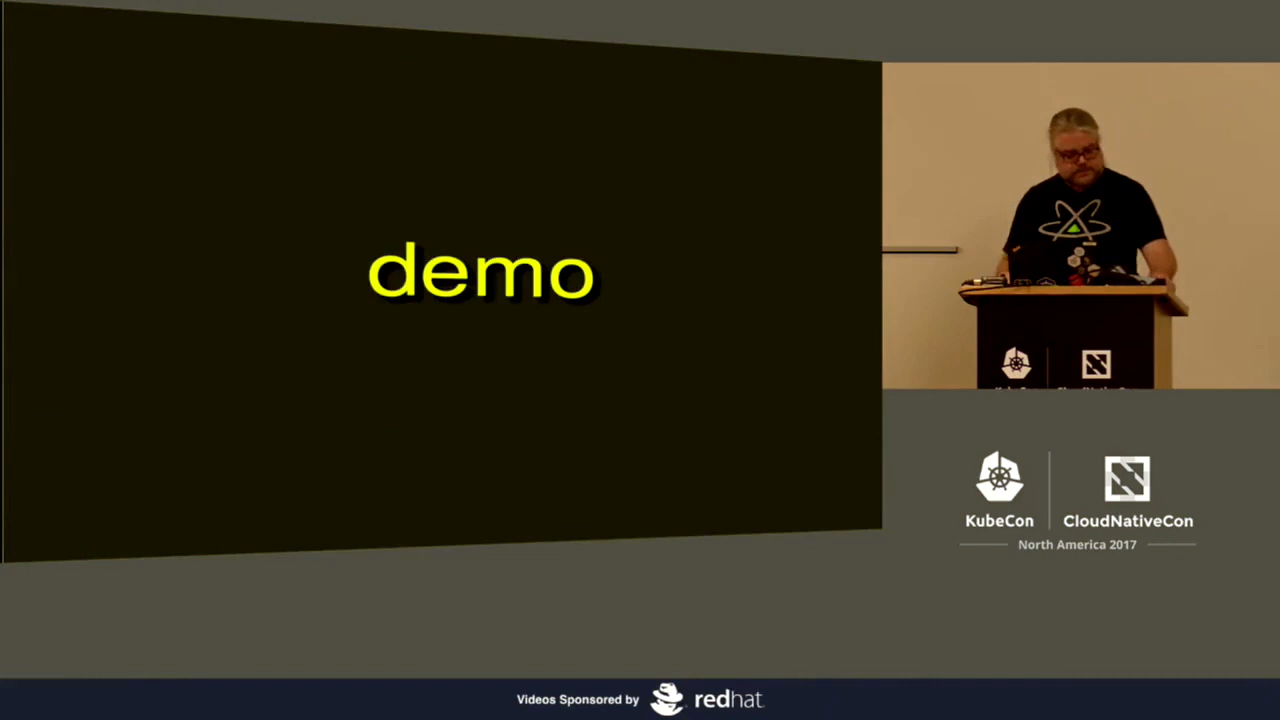 demo
KubeCon
CloudNativeCon
North America 2017
Videos Sponsored by
redhat